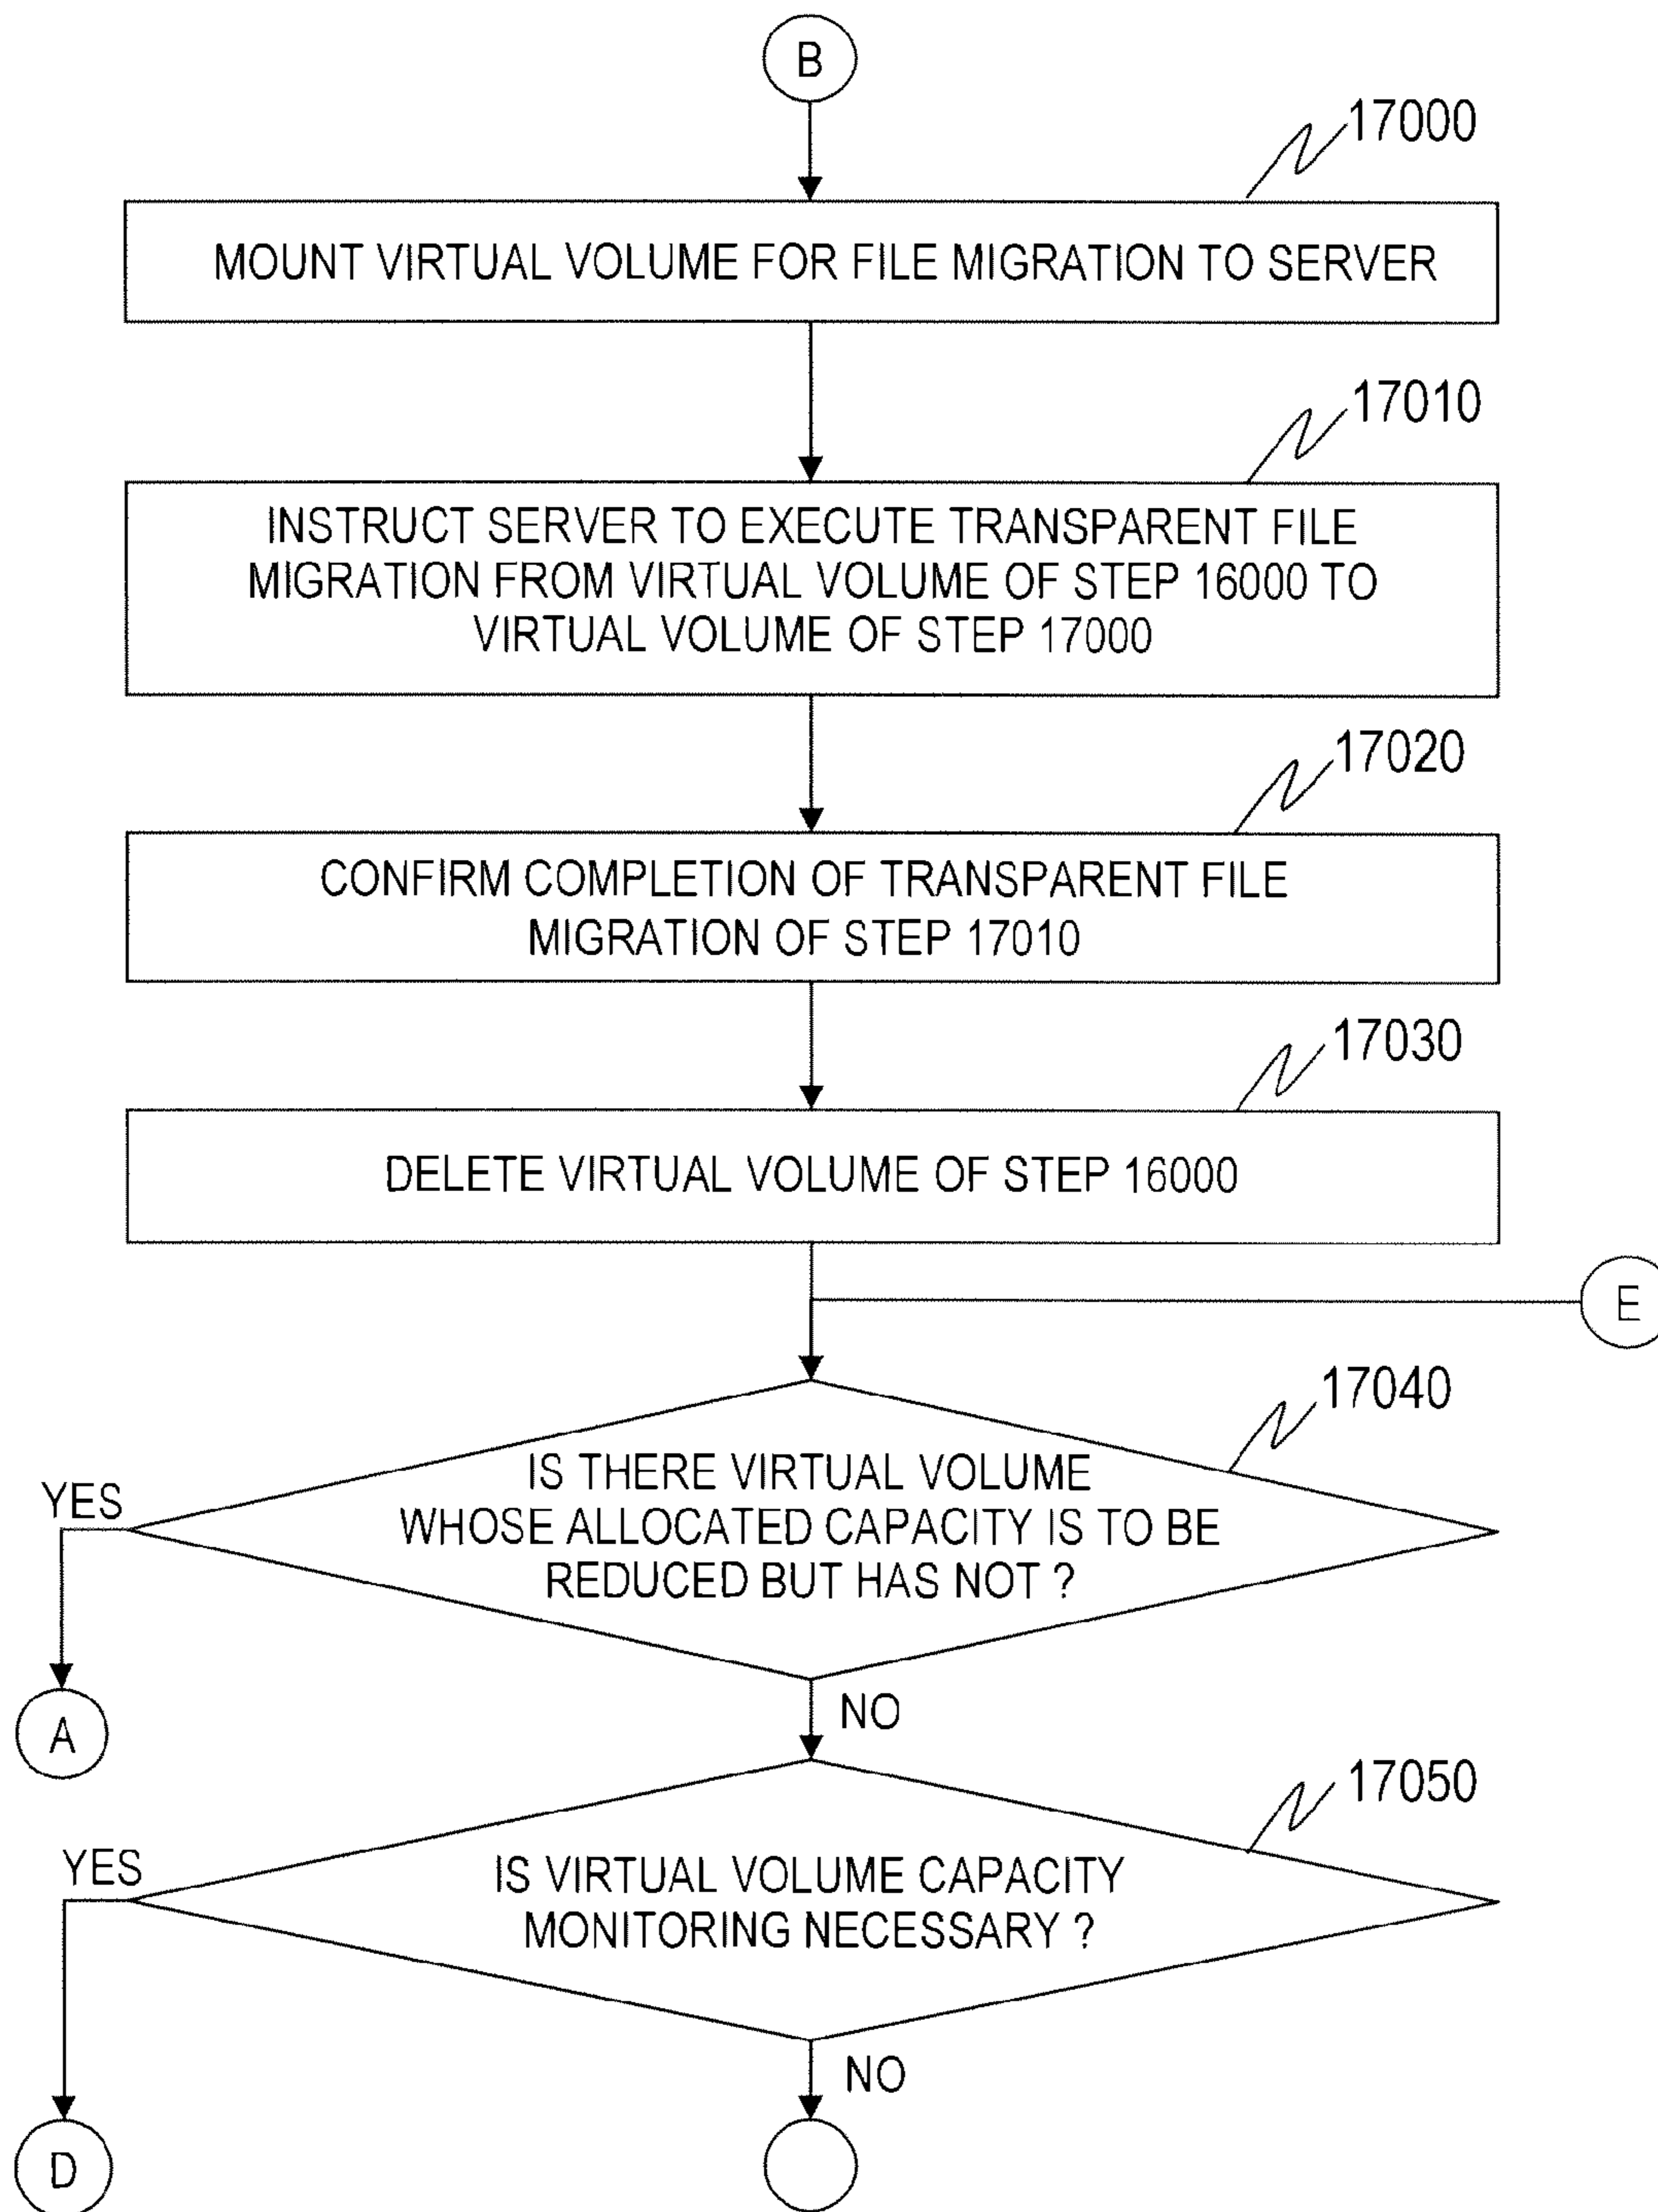 B
17000
MOUNT VIRTUAL VOLUME FOR FILE MIGRATION TO SERVER
17010
INSTRUCT SERVER TO EXECUTE TRANSPARENT FILE
MIGRATION FROM VIRTUAL VOLUME OF STEP 16000 TO
VIRTUAL VOLUME OF STEP 17000
17020
CONFIRM COMPLETION OF TRANSPARENT FILE
MIGRATION OF STEP 17010
17030
DELETE VIRTUAL VOLUME OF STEP 16000
E
17040
IS THERE VIRTUAL VOLUME
WHOSE ALLOCATED CAPACITY IS TO BE
REDUCED BUT HAS NOT ?
YES
A
NO
17050
IS VIRTUAL VOLUME CAPACITY
MONITORING NECESSARY ?
YES
D
NO